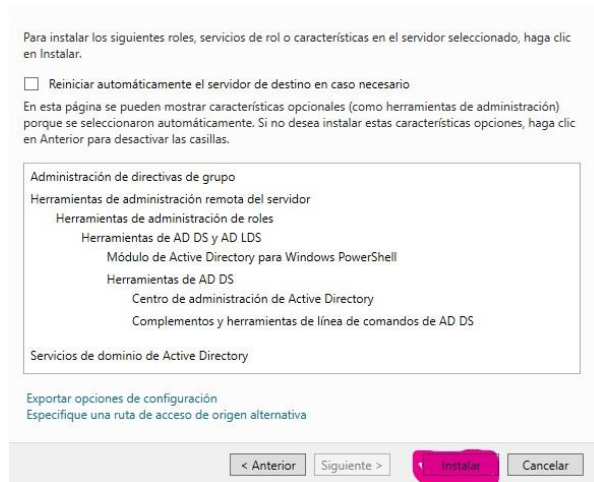 Para instalar los siguientes roles, servicios de rol o características en el servidor seleccionado, haga clic
en Instalar.
Reiniciar automáticamente el servidor de destino en caso necesario
En esta página se pueden mostrar características opcionales (como herramientas de administración)
porque se seleccionaron automáticamente. Si no desea instalar estas características opciones, haga clic
en Anterior para desactivar las casillas.
Administración de directivas de grupo
Herramientas de administración remota del servidor
Herramientas de administración de roles
Herramientas de AD DS y AD LDS
Módulo de Active Directory para Windows PowerShell
Herramientas de AD DS
Centro de administración de Active Directory
Complementos y herramientas de línea de comandos de AD DS
Servicios de dominio de Active Directory
Exportar opciones de configuración
Especifique una ruta de acceso de origen alternativa
< Anterior Siguiente > Instalar Cancelar